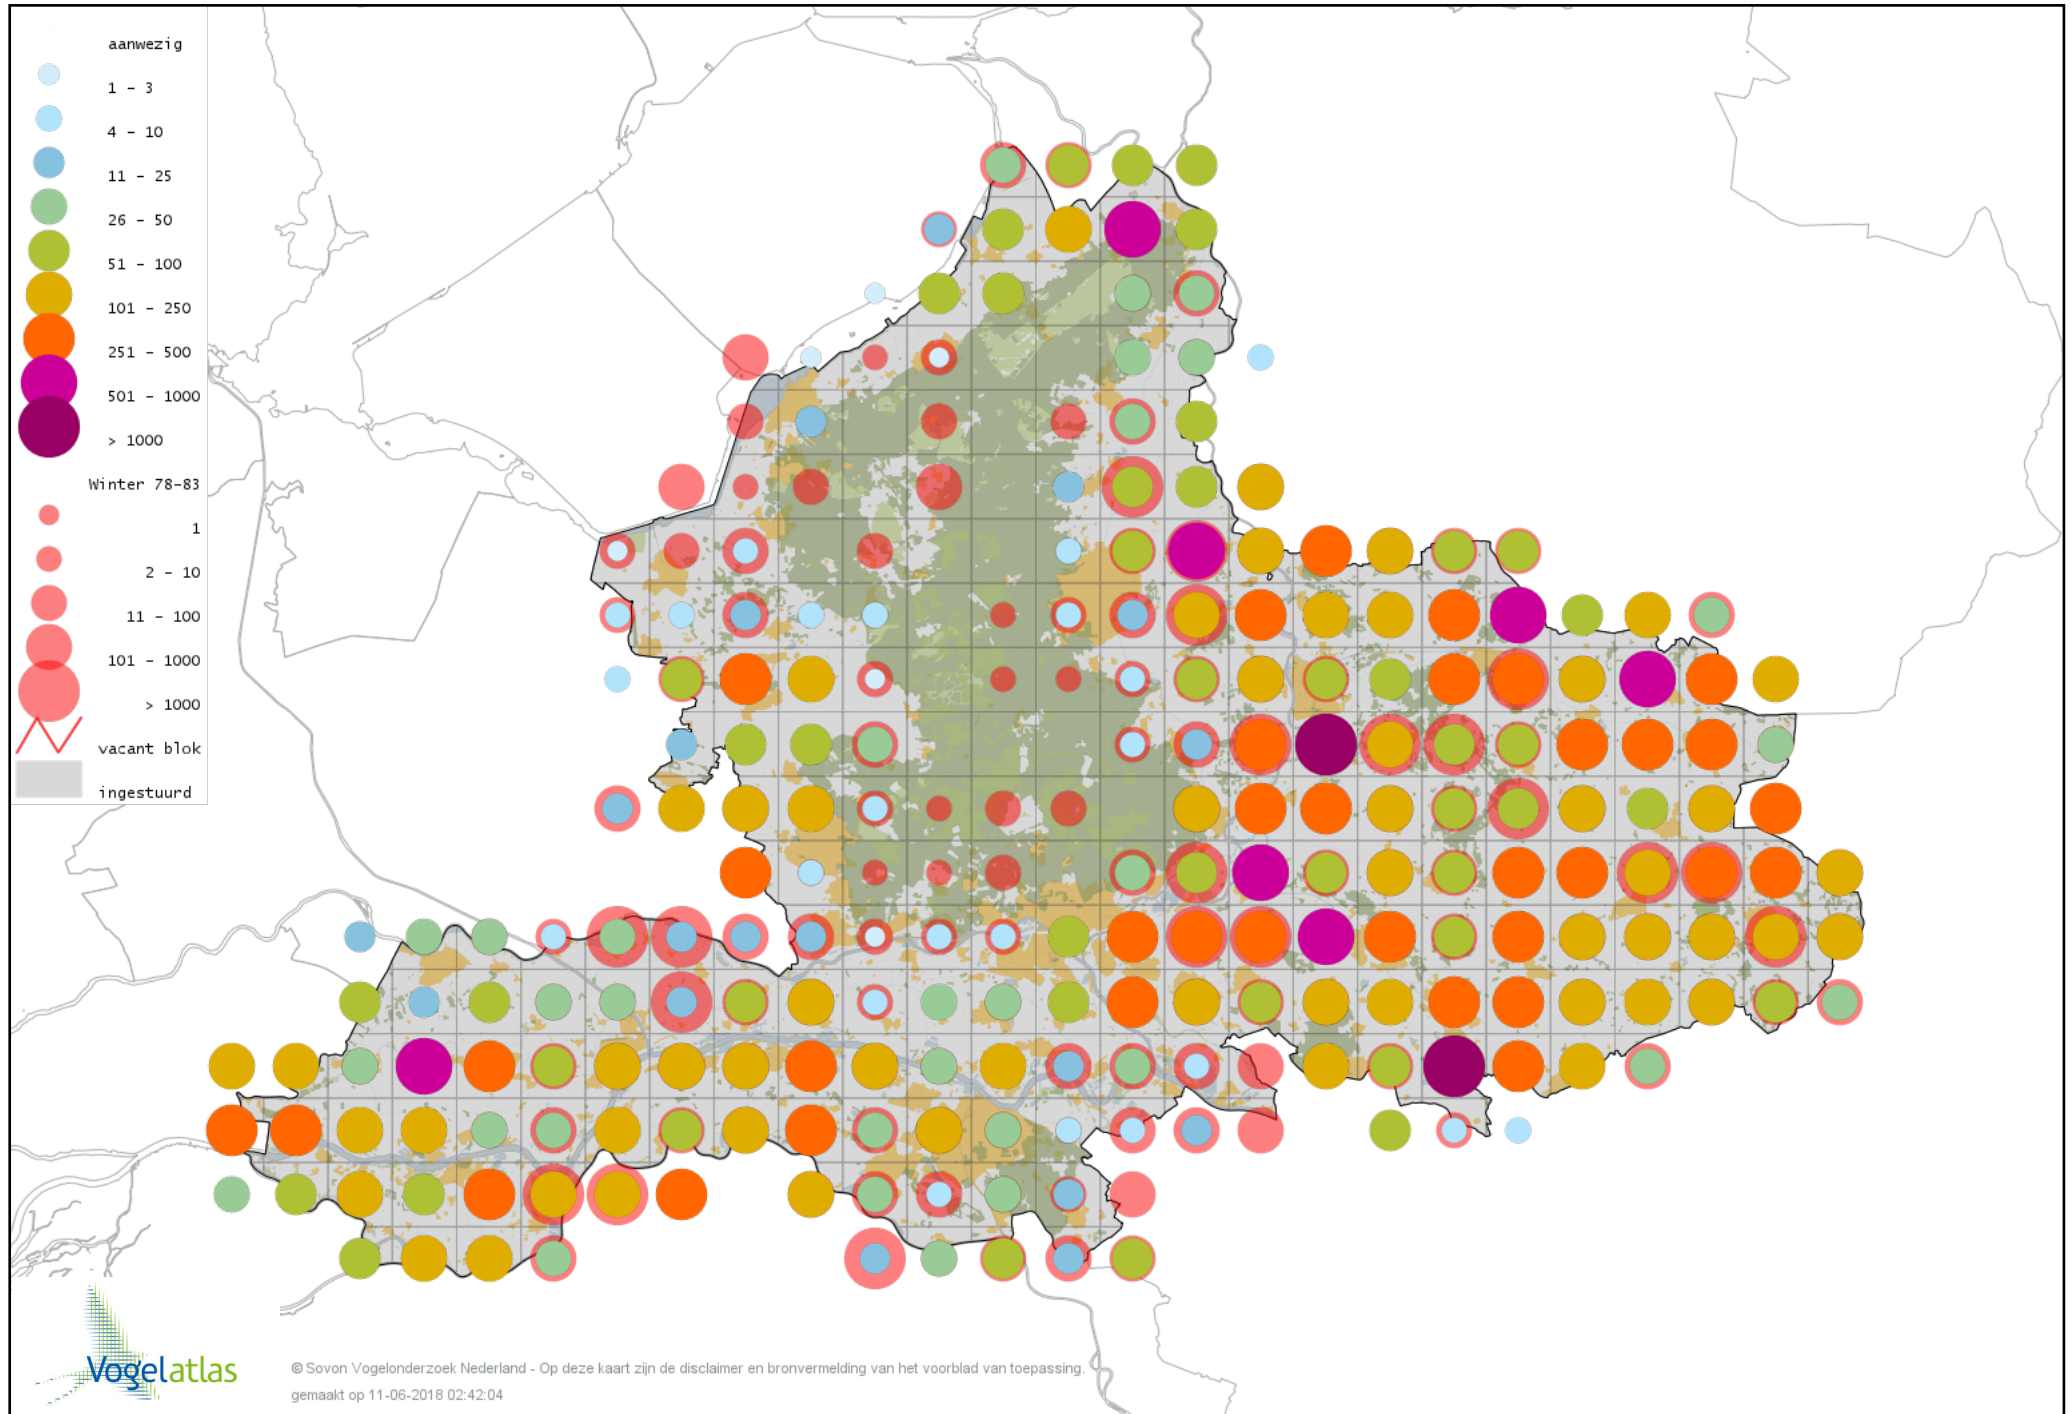 aanwezig
1 - 3
4 - 10
11 - 25
26 - 50
51 - 100
101 - 250
251 - 500
501 - 1000
> 1000
Winter 78-83
1
2 - 10
11 - 100
101 - 1000
> 1000
vacant blok
ingestuurd
Vogelatlas
© Sovon Vogelonderzoek Nederland - Op deze kaart zijn de disclaimer en bronvermelding van het voorblad van toepassing.
gemaakt op 11-06-2018 02:42:04